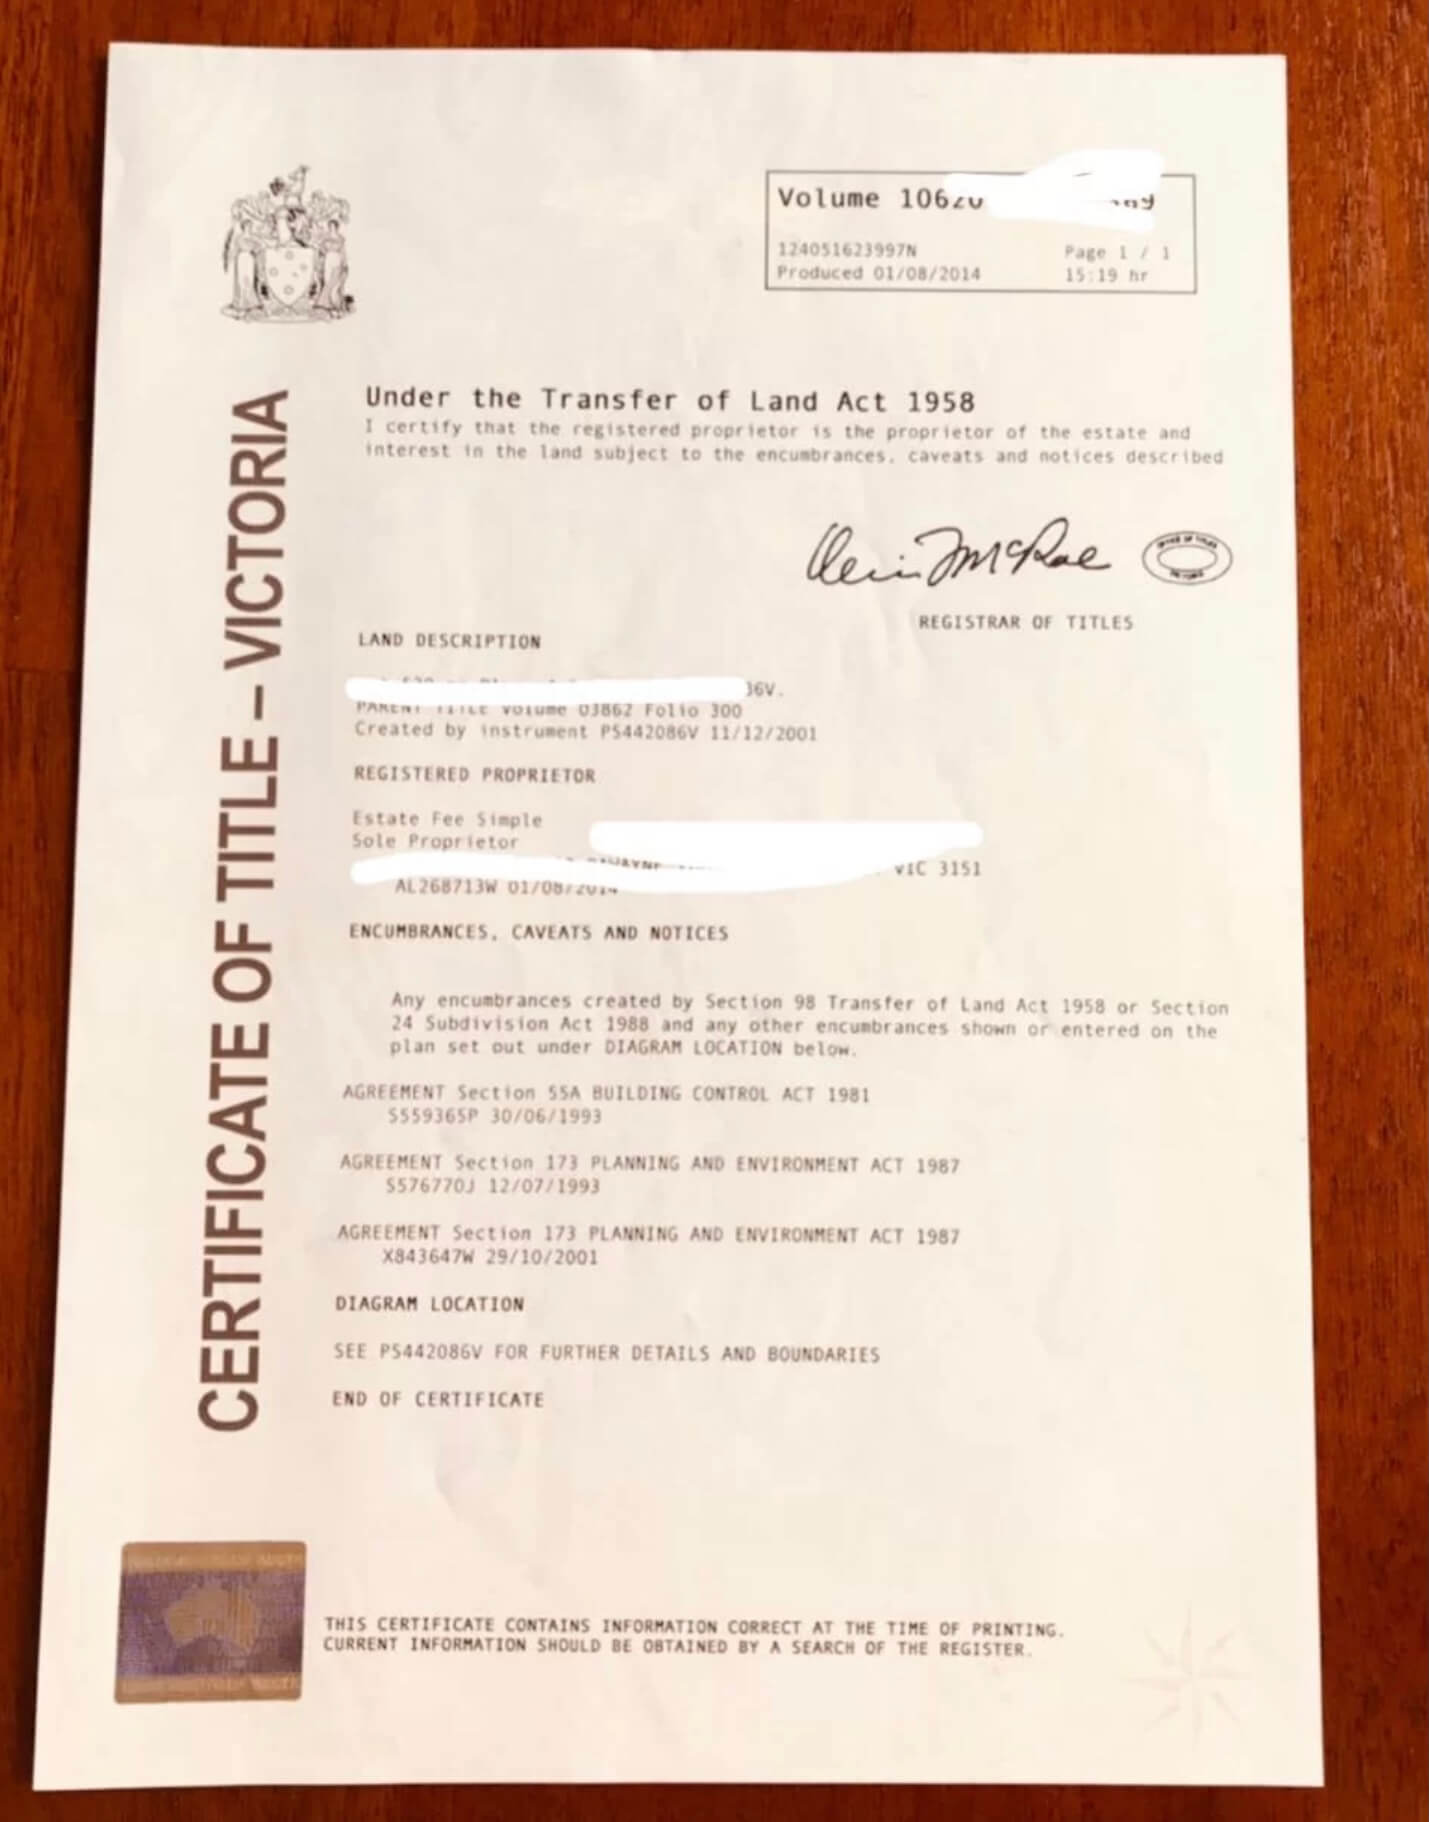 Volume 10620
124051623997N Page 1 / 1
Produced 01/08/2014 15:19 hr
CERTIFICATE OF TITLE – VICTORIA
Under the Transfer of Land Act 1958
I certify that the registered proprietor is the proprietor of the estate and
interest in the land subject to the encumbrances, caveats and notices described
REGISTRAR OF TITLES
LAND DESCRIPTION
PARENT TITLE Volume 03862 Folio 300
Created by instrument PS442086V 11/12/2001
REGISTERED PROPRIETOR
Estate Fee Simple
Sole Proprietor
VIC 3151
AL268713W 01/08/2014
ENCUMBRANCES, CAVEATS AND NOTICES
Any encumbrances created by Section 98 Transfer of Land Act 1958 or Section
24 Subdivision Act 1988 and any other encumbrances shown or entered on the
plan set out under DIAGRAM LOCATION below.
AGREEMENT Section 55A BUILDING CONTROL ACT 1981
S559365P 30/06/1993
AGREEMENT Section 173 PLANNING AND ENVIRONMENT ACT 1987
S576770J 12/07/1993
AGREEMENT Section 173 PLANNING AND ENVIRONMENT ACT 1987
X843647W 29/10/2001
DIAGRAM LOCATION
SEE PS442086V FOR FURTHER DETAILS AND BOUNDARIES
END OF CERTIFICATE
THIS CERTIFICATE CONTAINS INFORMATION CORRECT AT THE TIME OF PRINTING.
CURRENT INFORMATION SHOULD BE OBTAINED BY A SEARCH OF THE REGISTER.